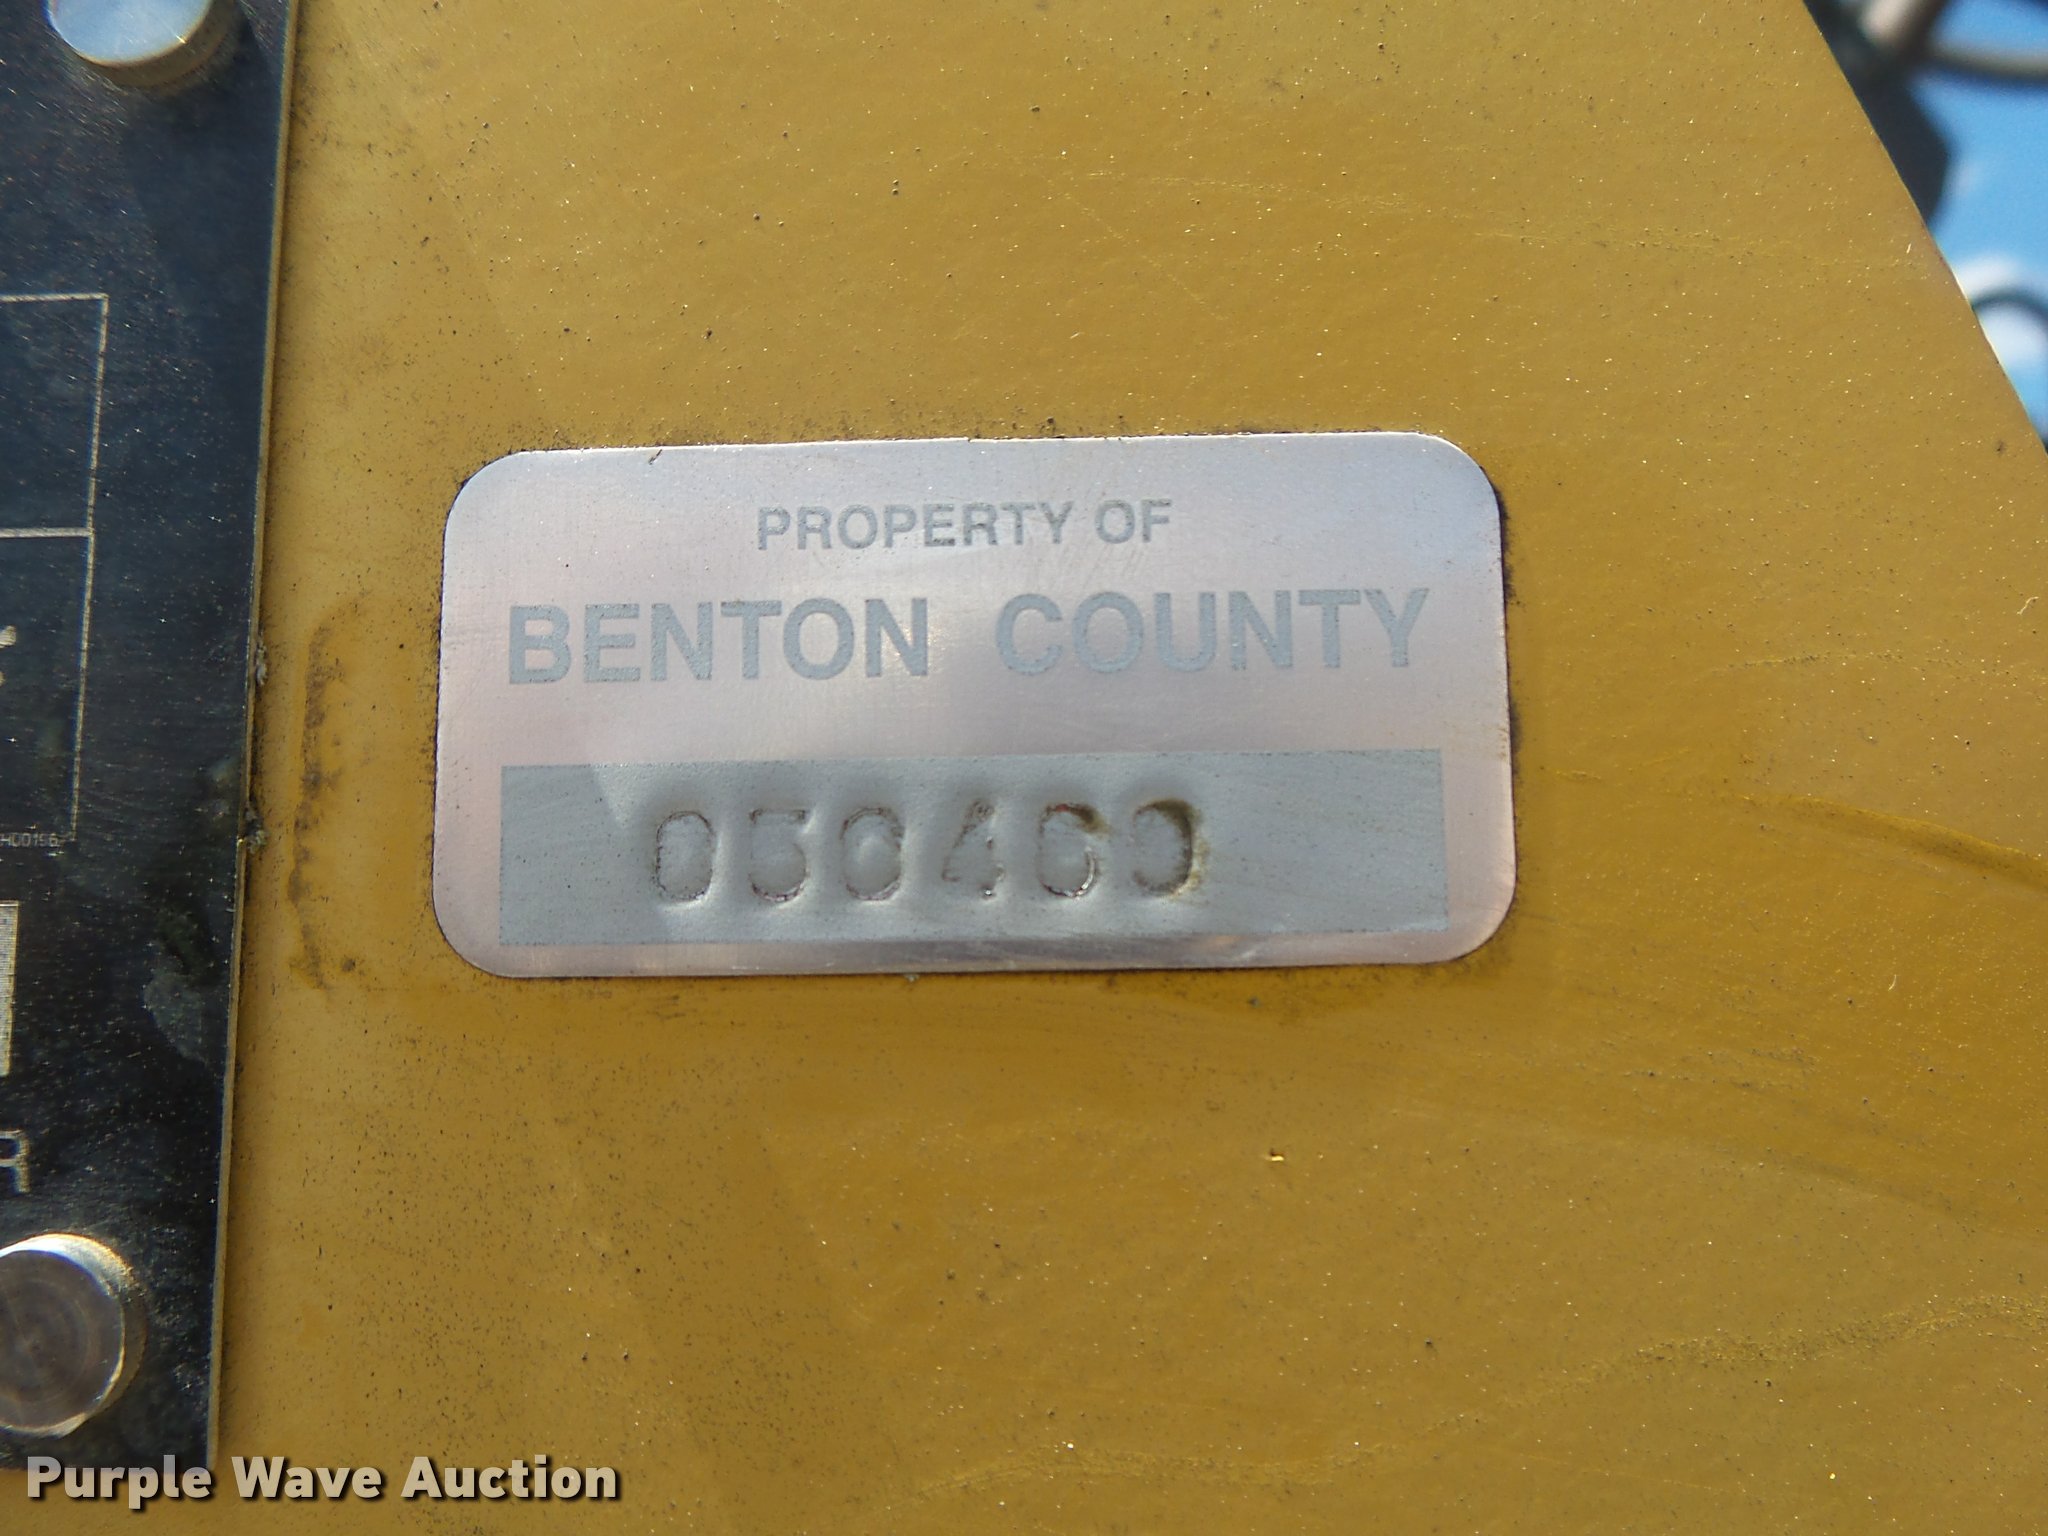 PROPERTY OF
BENTON COUNTY
Purple Wave Auction